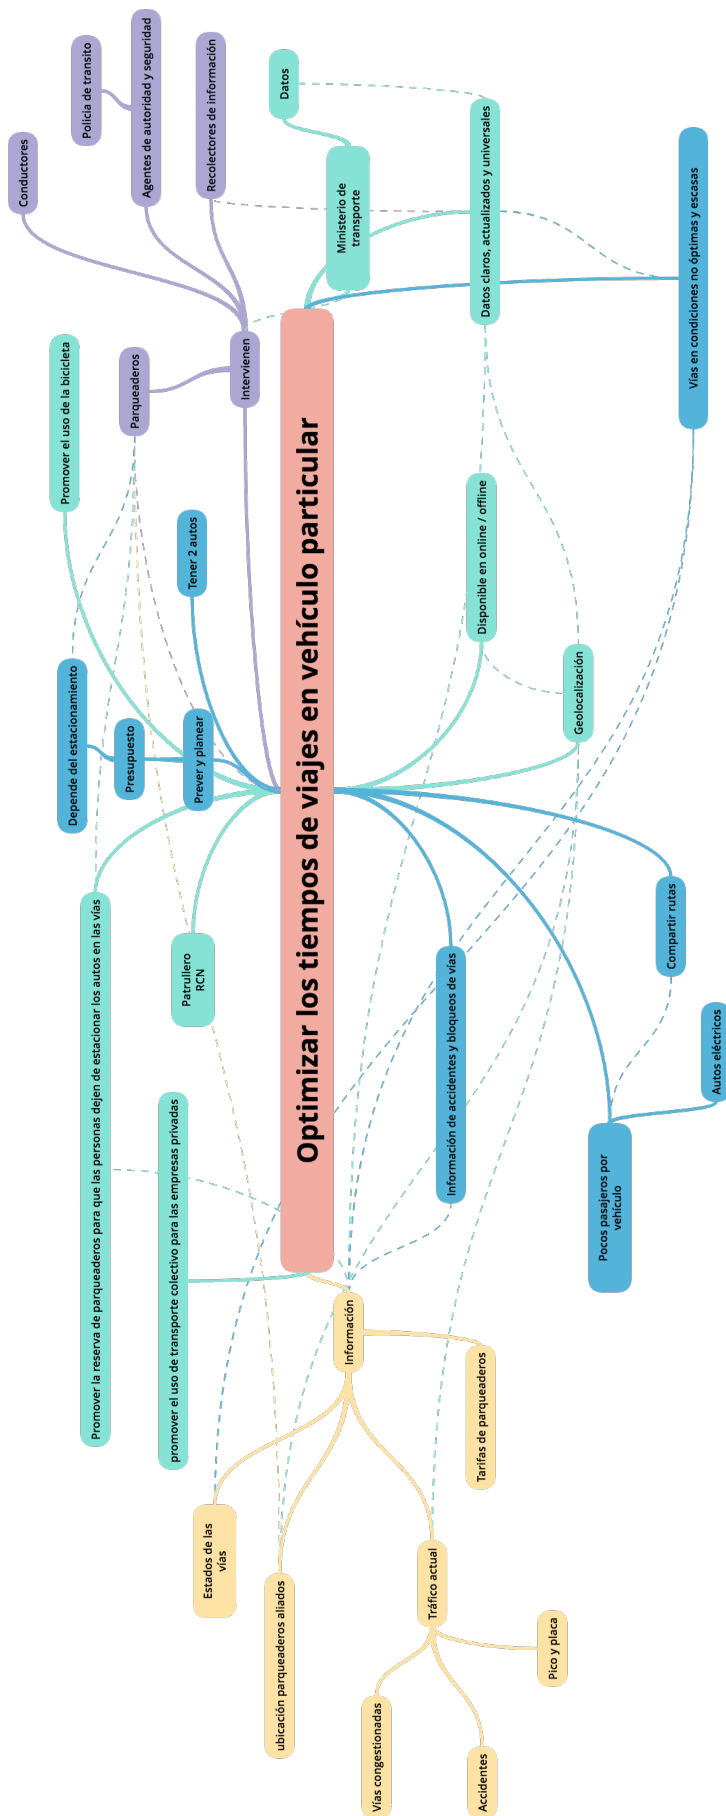 Conductores
Policia de transito
Agentes de autoridad y seguridad
Recolectores de información
Datos
Ministerio de
transporte
Datos claros, actualizados y universales
Vías en condiciones no óptimas y escasas
Intervienen
Parqueaderos
Promover el uso de la bicicleta
Tener 2 autos
Disponible en online / offline
Geolocalización
Depende del estacionamiento
Presupuesto
Prever y planear
Optimizar los tiempos de viajes en vehículo particular
Promover la reserva de parqueaderos para que las personas dejen de estacionar los autos en las vías
Patrullero
RCN
Información de accidentes y bloqueos de vías
Compartir rutas
Autos eléctricos
Pocos pasajeros por
vehículo
promover el uso de transporte colectivo para las empresas privadas
Información
Tarifas de parqueaderos
Estados de las
vías
ubicación parqueaderos aliados
Tráfico actual
Pico y placa
Vías congestionadas
Accidentes